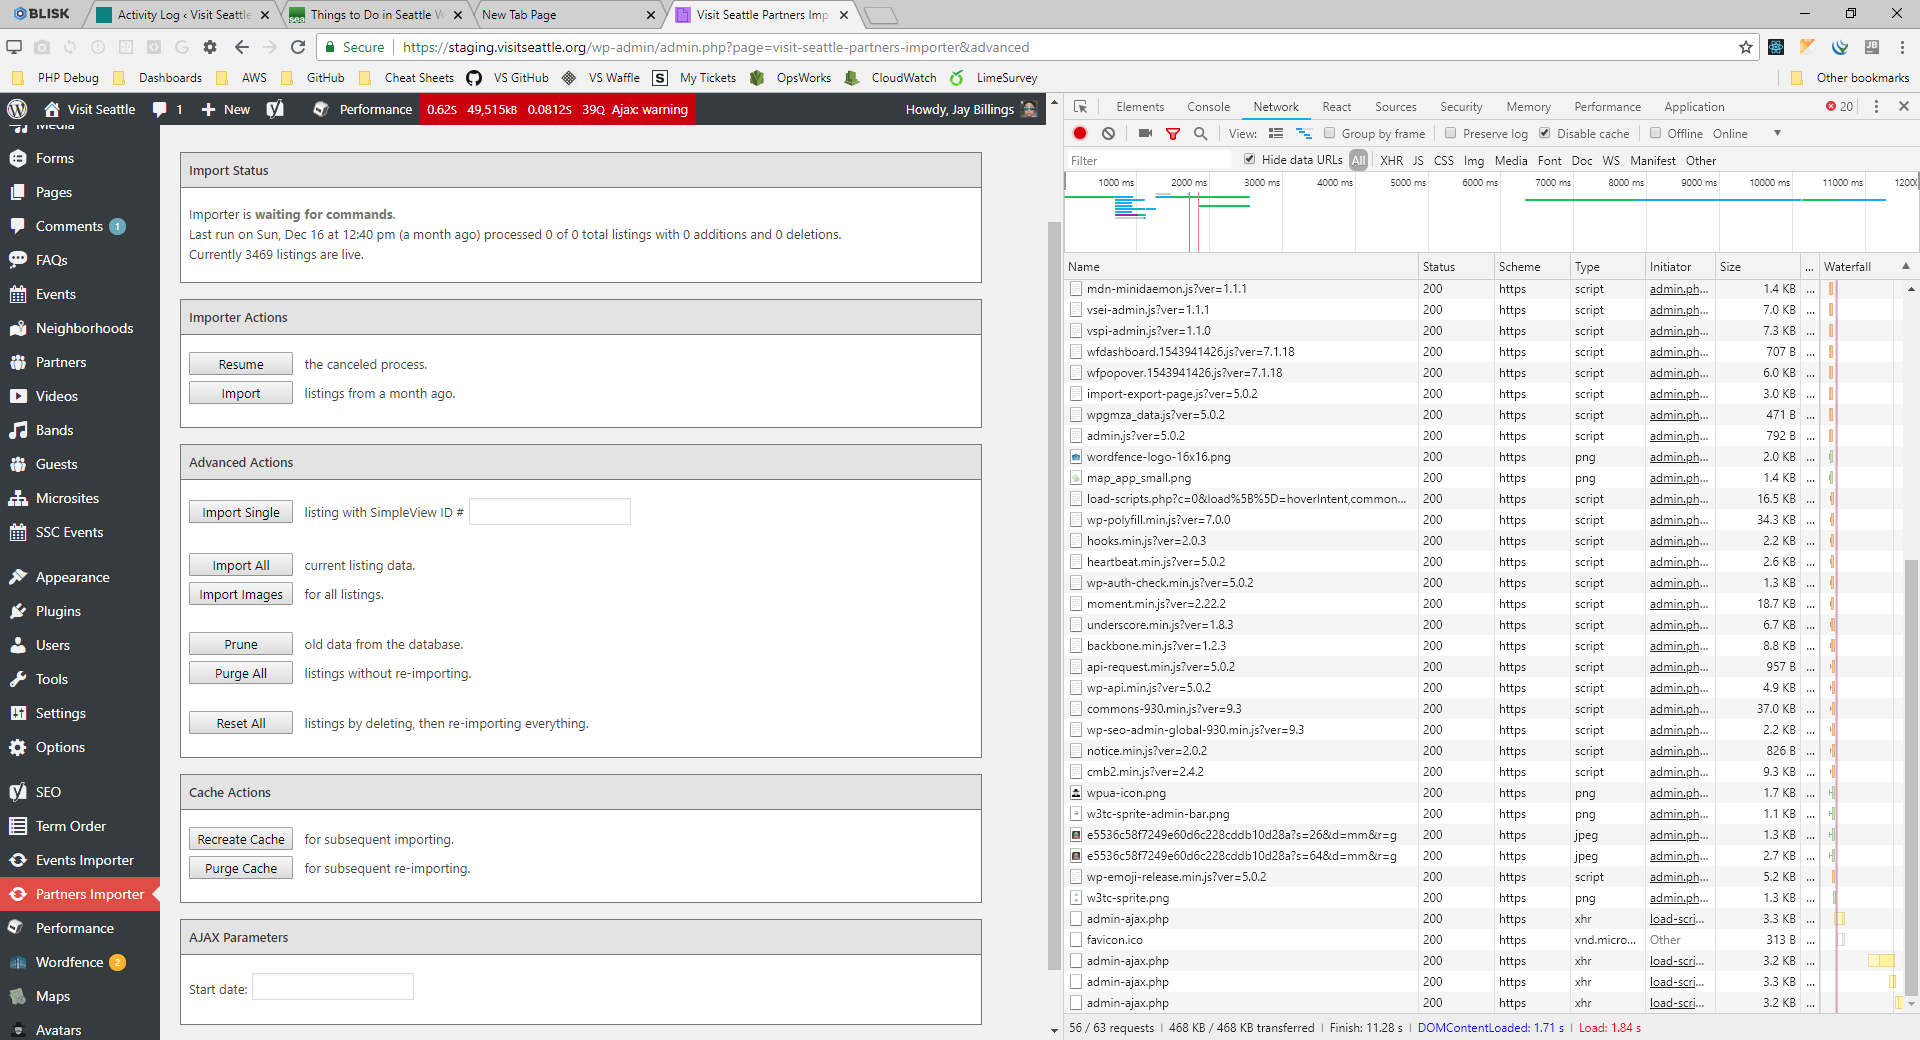 BLISK
Activity Log ‹ Visit Seattle
Things to Do in Seattle W
New Tab Page
Visit Seattle Partners Imp
Secure
https://staging.visitseattle.org/wp-admin/admin.php?page=visit-seattle-partners-importer&advanced
PHP Debug
Dashboards
AWS
GitHub
Cheat Sheets
VS GitHub
VS Waffle
My Tickets
OpsWorks
CloudWatch
LimeSurvey
Other bookmarks
Visit Seattle
1
New
Performance
0.62S 49,515KB 0.0812S 39Q Ajax: warning
Howdy, Jay Billings
Media
Forms
Pages
Comments 1
FAQs
Events
Neighborhoods
Partners
Videos
Bands
Guests
Microsites
SSC Events
Appearance
Plugins
Users
Tools
Settings
Options
SEO
Term Order
Events Importer
Partners Importer
Performance
Wordfence 2
Maps
Avatars
Import Status
Importer is waiting for commands.
Last run on Sun, Dec 16 at 12:40 pm (a month ago) processed 0 of 0 total listings with 0 additions and 0 deletions.
Currently 3469 listings are live.
Importer Actions
Resume the canceled process.
Import listings from a month ago.
Advanced Actions
Import Single listing with SimpleView ID #
Import All current listing data.
Import Images for all listings.
Prune old data from the database.
Purge All listings without re-importing.
Reset All listings by deleting, then re-importing everything.
Cache Actions
Recreate Cache for subsequent importing.
Purge Cache for subsequent re-importing.
AJAX Parameters
Start date:
Elements Console Network React Sources Security Memory Performance Application 20
View: Group by frame Preserve log Disable cache Offline Online
Filter Hide data URLs All XHR JS CSS Img Media Font Doc WS Manifest Other
1000 ms 2000 ms 3000 ms 4000 ms 5000 ms 6000 ms 7000 ms 8000 ms 9000 ms 10000 ms 11000 ms 1200
Name Status Scheme Type Initiator Size ... Waterfall
mdn-minidaemon.js?ver=1.1.1 200 https script admin.ph... 1.4 KB ...
vsei-admin.js?ver=1.1.1 200 https script admin.ph... 7.0 KB ...
vspi-admin.js?ver=1.1.0 200 https script admin.ph... 7.3 KB ...
wfdashboard.1543941426.js?ver=7.1.18 200 https script admin.ph... 707 B ...
wfpopover.1543941426.js?ver=7.1.18 200 https script admin.ph... 6.0 KB ...
import-export-page.js?ver=5.0.2 200 https script admin.ph... 3.0 KB ...
wpgmza_data.js?ver=5.0.2 200 https script admin.ph... 471 B ...
admin.js?ver=5.0.2 200 https script admin.ph... 792 B ...
wordfence-logo-16x16.png 200 https png admin.ph... 2.0 KB ...
map_app_small.png 200 https png admin.ph... 1.4 KB ...
load-scripts.php?c=0&load%5B%5D=hoverIntent,common... 200 https script admin.ph... 16.5 KB ...
wp-polyfill.min.js?ver=7.0.0 200 https script admin.ph... 34.3 KB ...
hooks.min.js?ver=2.0.3 200 https script admin.ph... 2.2 KB ...
heartbeat.min.js?ver=5.0.2 200 https script admin.ph... 2.6 KB ...
wp-auth-check.min.js?ver=5.0.2 200 https script admin.ph... 1.3 KB ...
moment.min.js?ver=2.22.2 200 https script admin.ph... 18.7 KB ...
underscore.min.js?ver=1.8.3 200 https script admin.ph... 6.7 KB ...
backbone.min.js?ver=1.2.3 200 https script admin.ph... 8.8 KB ...
api-request.min.js?ver=5.0.2 200 https script admin.ph... 957 B ...
wp-api.min.js?ver=5.0.2 200 https script admin.ph... 4.9 KB ...
commons-930.min.js?ver=9.3 200 https script admin.ph... 37.0 KB ...
wp-seo-admin-global-930.min.js?ver=9.3 200 https script admin.ph... 2.2 KB ...
notice.min.js?ver=2.0.2 200 https script admin.ph... 826 B ...
cmb2.min.js?ver=2.4.2 200 https script admin.ph... 9.3 KB ...
wpua-icon.png 200 https png admin.ph... 1.7 KB ...
w3tc-sprite-admin-bar.png 200 https png admin.ph... 1.1 KB ...
e5536c58f7249e60d6c228cddb10d28a?s=26&d=mm&r=g 200 https jpeg admin.ph... 1.3 KB ...
e5536c58f7249e60d6c228cddb10d28a?s=64&d=mm&r=g 200 https jpeg admin.ph... 2.7 KB ...
wp-emoji-release.min.js?ver=5.0.2 200 https script admin.ph... 5.2 KB ...
w3tc-sprite.png 200 https png admin.ph... 1.3 KB ...
admin-ajax.php 200 https xhr load-scri... 3.3 KB ...
favicon.ico 200 https vnd.micro... Other 313 B ...
admin-ajax.php 200 https xhr load-scri... 3.2 KB ...
admin-ajax.php 200 https xhr load-scri... 3.3 KB ...
admin-ajax.php 200 https xhr load-scri... 3.2 KB ...
56 / 63 requests | 468 KB / 468 KB transferred | Finish: 11.28 s | DOMContentLoaded: 1.71 s | Load: 1.84 s